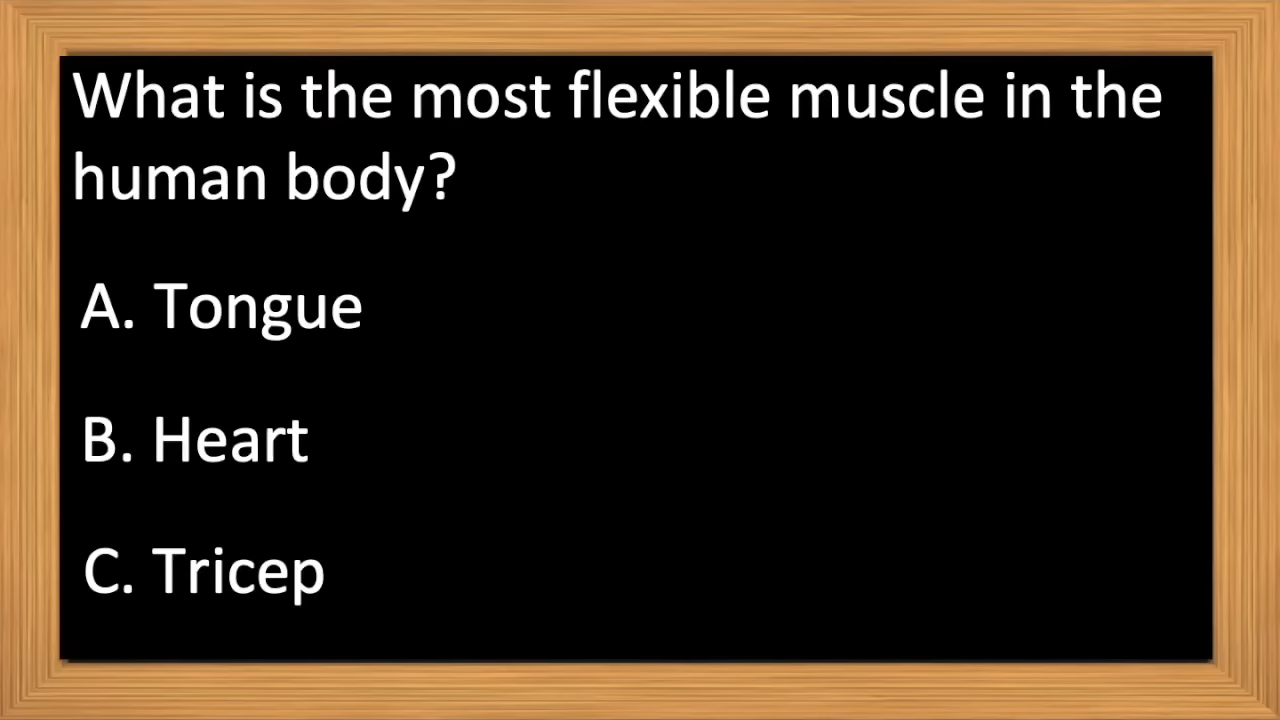 What is the most flexible muscle in the
human body?
A. Tongue
B. Heart
C. Tricep